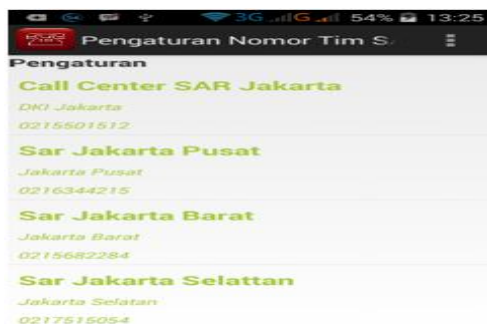 3G G 54% 13:25
Pengaturan Nomor Tim S
Pengaturan
Call Center SAR Jakarta
DKI Jakarta
0215501512
Sar Jakarta Pusat
Jakarta Pusat
0216344215
Sar Jakarta Barat
Jakarta Barat
0215682284
Sar Jakarta Selattan
Jakarta Selatan
0217515054